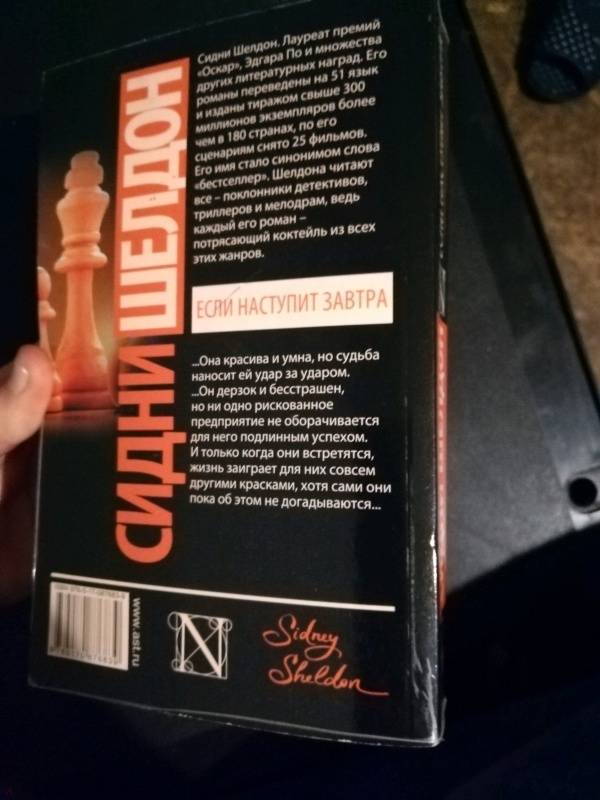 Сидни Шелдон. Лауреат премий
«Оскар», Эдгара По и множества
других литературных наград. Его
романы переведены на 51 язык
и изданы тиражом свыше 300
миллионов экземпляров более
чем в 180 странах, по его
сценариям снято 25 фильмов.
Его имя стало синонимом слова
«бестселлер». Шелдона читают
все – поклонники детективов,
триллеров и мелодрам, ведь
каждый его роман –
потрясающий коктейль из всех
этих жанров.
СИДНИ ШЕЛДОН
ЕСЛИ НАСТУПИТ ЗАВТРА
...Она красива и умна, но судьба
наносит ей удар за ударом.
...Он дерзок и бесстрашен,
но ни одно рискованное
предприятие не оборачивается
для него подлинным успехом.
И только когда они встретятся,
жизнь заиграет для них совсем
другими красками, хотя сами они
пока об этом не догадываются...
www.ast.ru
N
Sidney
Sheldon